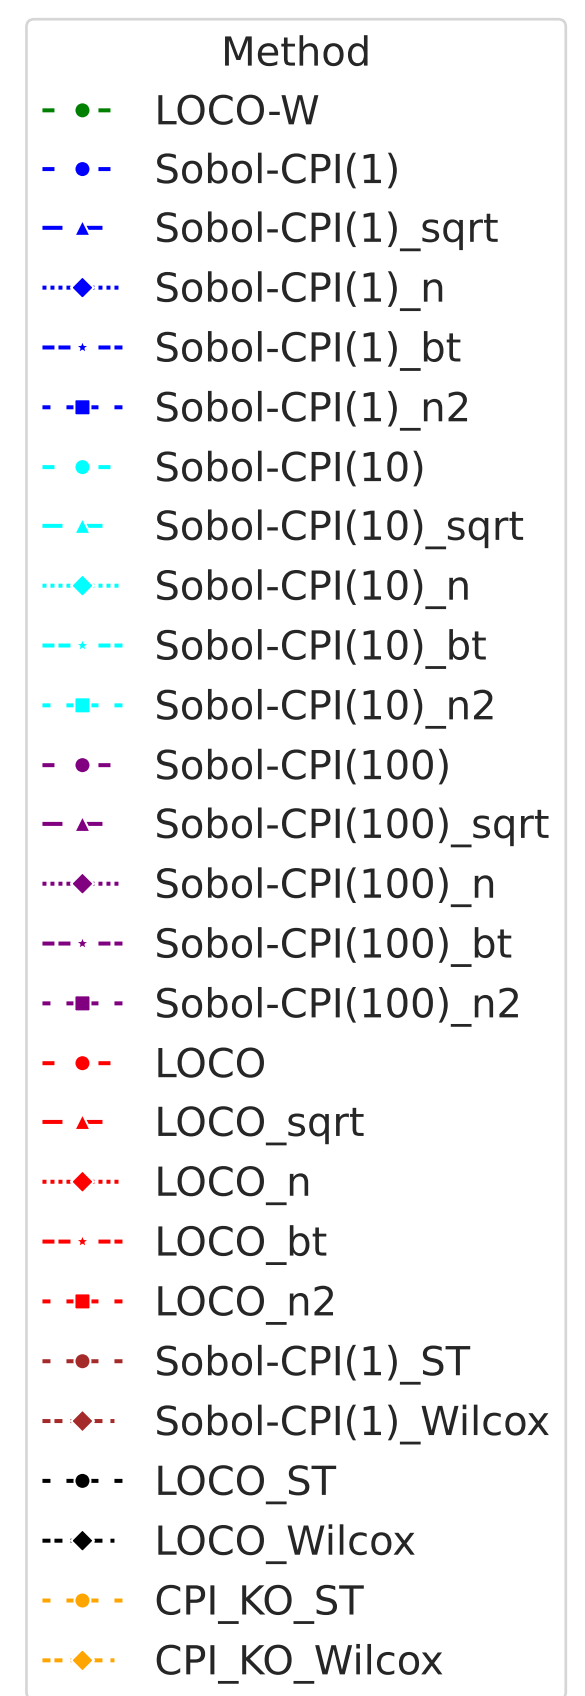 Method
LOCO-W
Sobol-CPI(1)
Sobol-CPI(1)_sqrt
Sobol-CPI(1)_n
Sobol-CPI(1)_bt
Sobol-CPI(1)_n2
Sobol-CPI(10)
Sobol-CPI(10)_sqrt
Sobol-CPI(10)_n
Sobol-CPI(10)_bt
Sobol-CPI(10)_n2
Sobol-CPI(100)
Sobol-CPI(100)_sqrt
Sobol-CPI(100)_n
Sobol-CPI(100)_bt
Sobol-CPI(100)_n2
LOCO
LOCO_sqrt
LOCO_n
LOCO_bt
LOCO_n2
Sobol-CPI(1)_ST
Sobol-CPI(1)_Wilcox
LOCO_ST
LOCO_Wilcox
CPI_KO_ST
CPI_KO_Wilcox